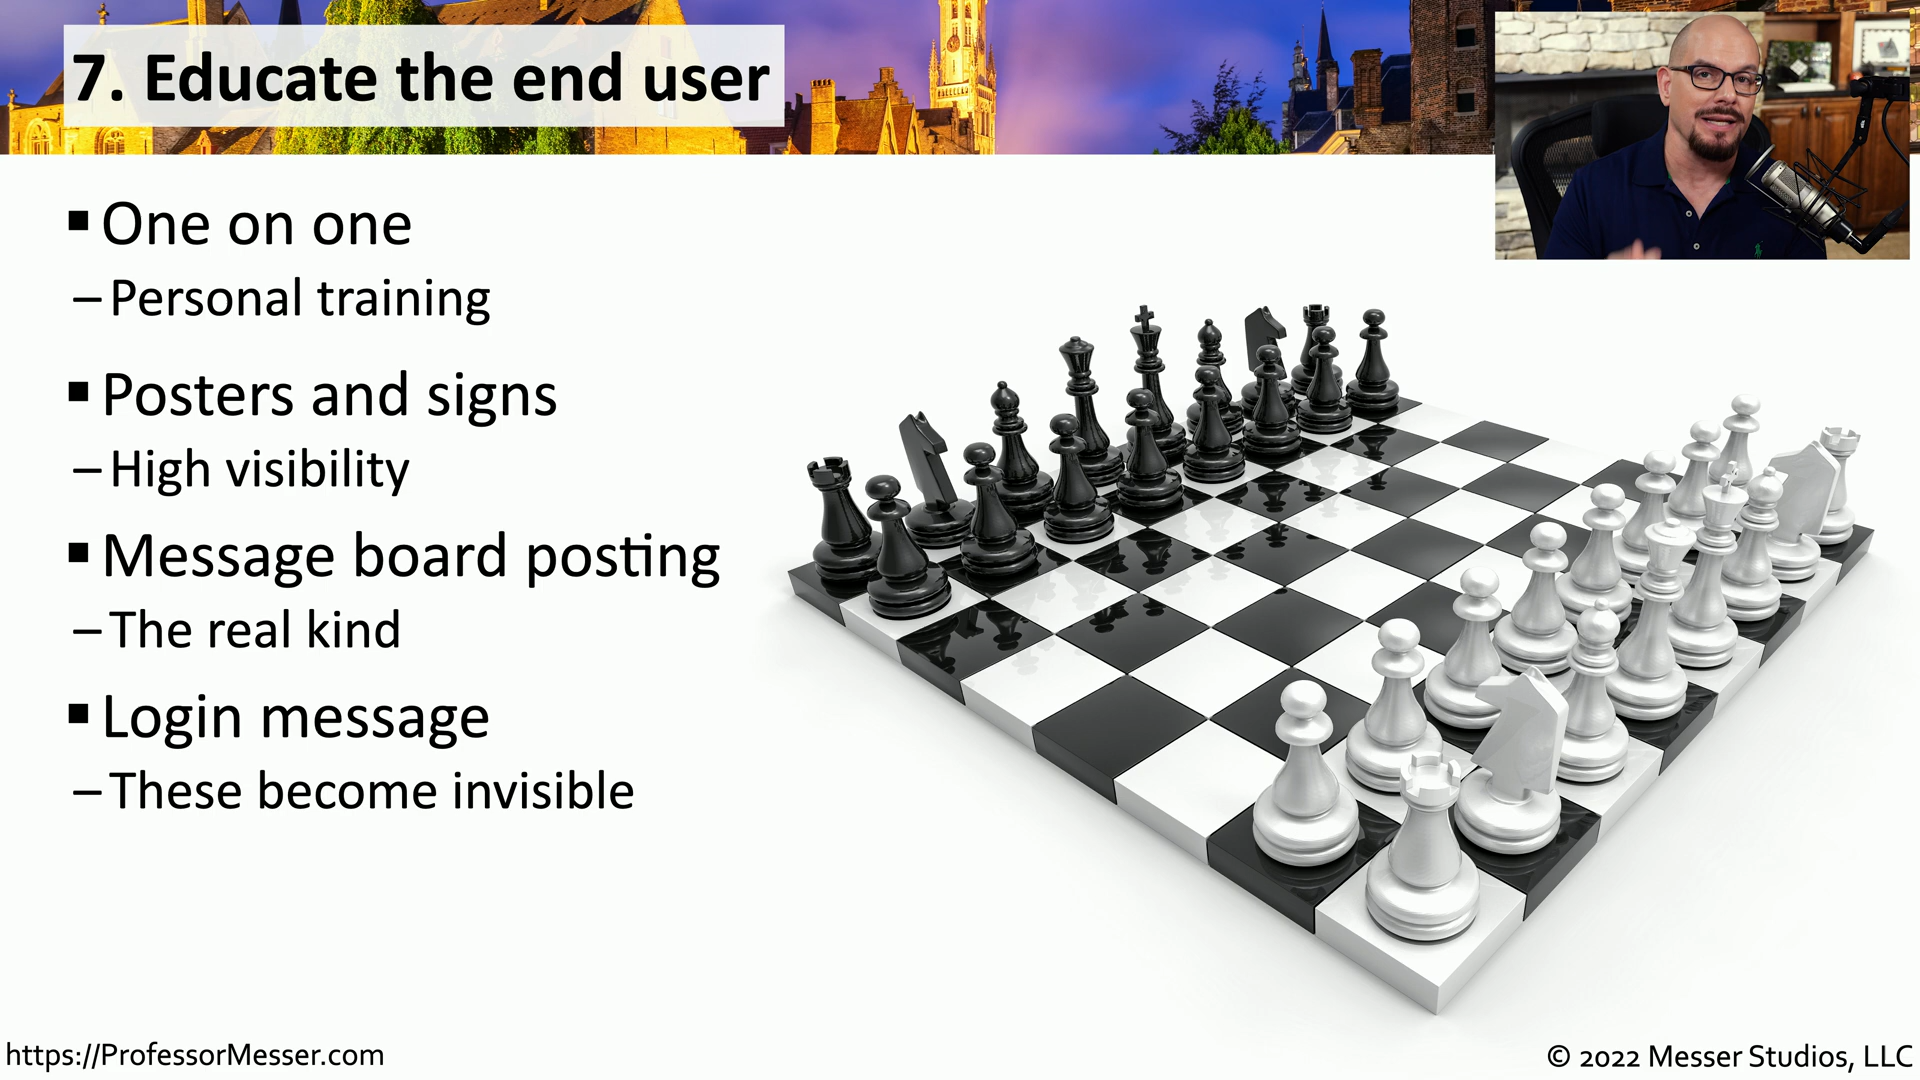 7. Educate the end user
▪ One on one
– Personal training
▪ Posters and signs
– High visibility
▪ Message board posting
– The real kind
▪ Login message
– These become invisible
https://ProfessorMesser.com
© 2022 Messer Studios, LLC